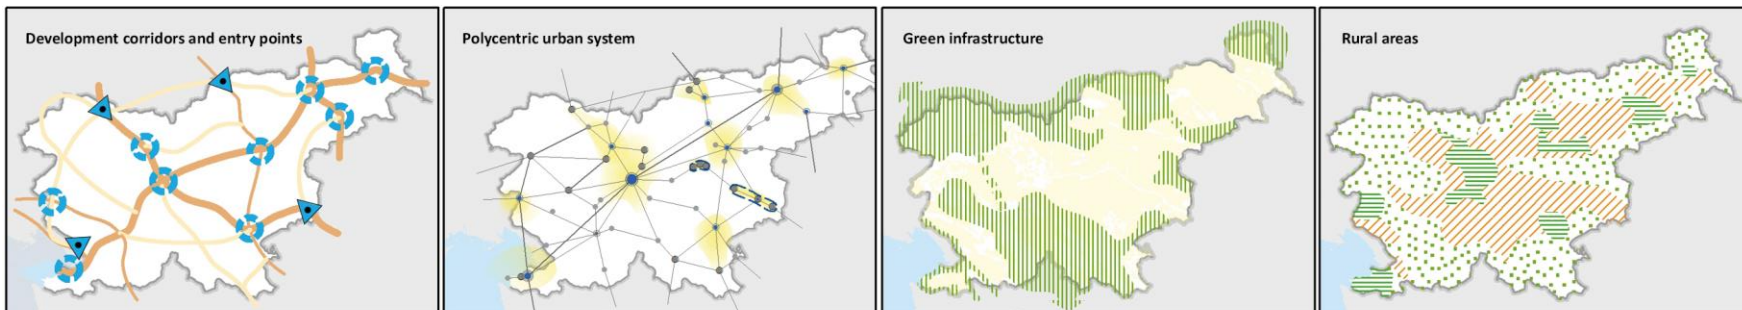 Development corridors and entry points
Polycentric urban system
Green infrastructure
Rural areas